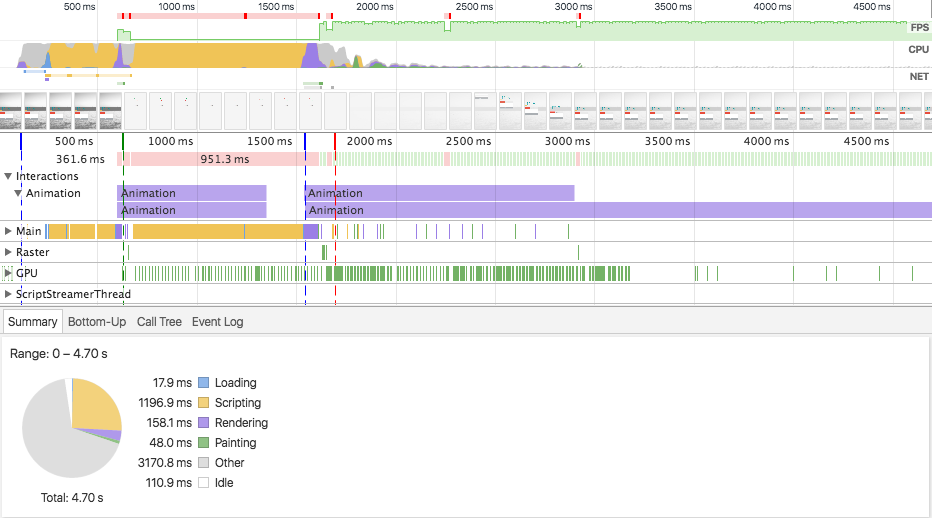 500 ms 1000 ms 1500 ms 2000 ms 2500 ms 3000 ms 3500 ms 4000 ms 4500 ms
FPS
CPU
NET
500 ms 1000 ms 1500 ms 2000 ms 2500 ms 3000 ms 3500 ms 4000 ms 4500 ms
361.6 ms 951.3 ms
Interactions
Animation Animation Animation
Animation Animation
Main
Raster
GPU
ScriptStreamerThread
Summary Bottom-Up Call Tree Event Log
Range: 0 – 4.70 s
17.9 ms Loading
1196.9 ms Scripting
158.1 ms Rendering
48.0 ms Painting
3170.8 ms Other
110.9 ms Idle
Total: 4.70 s